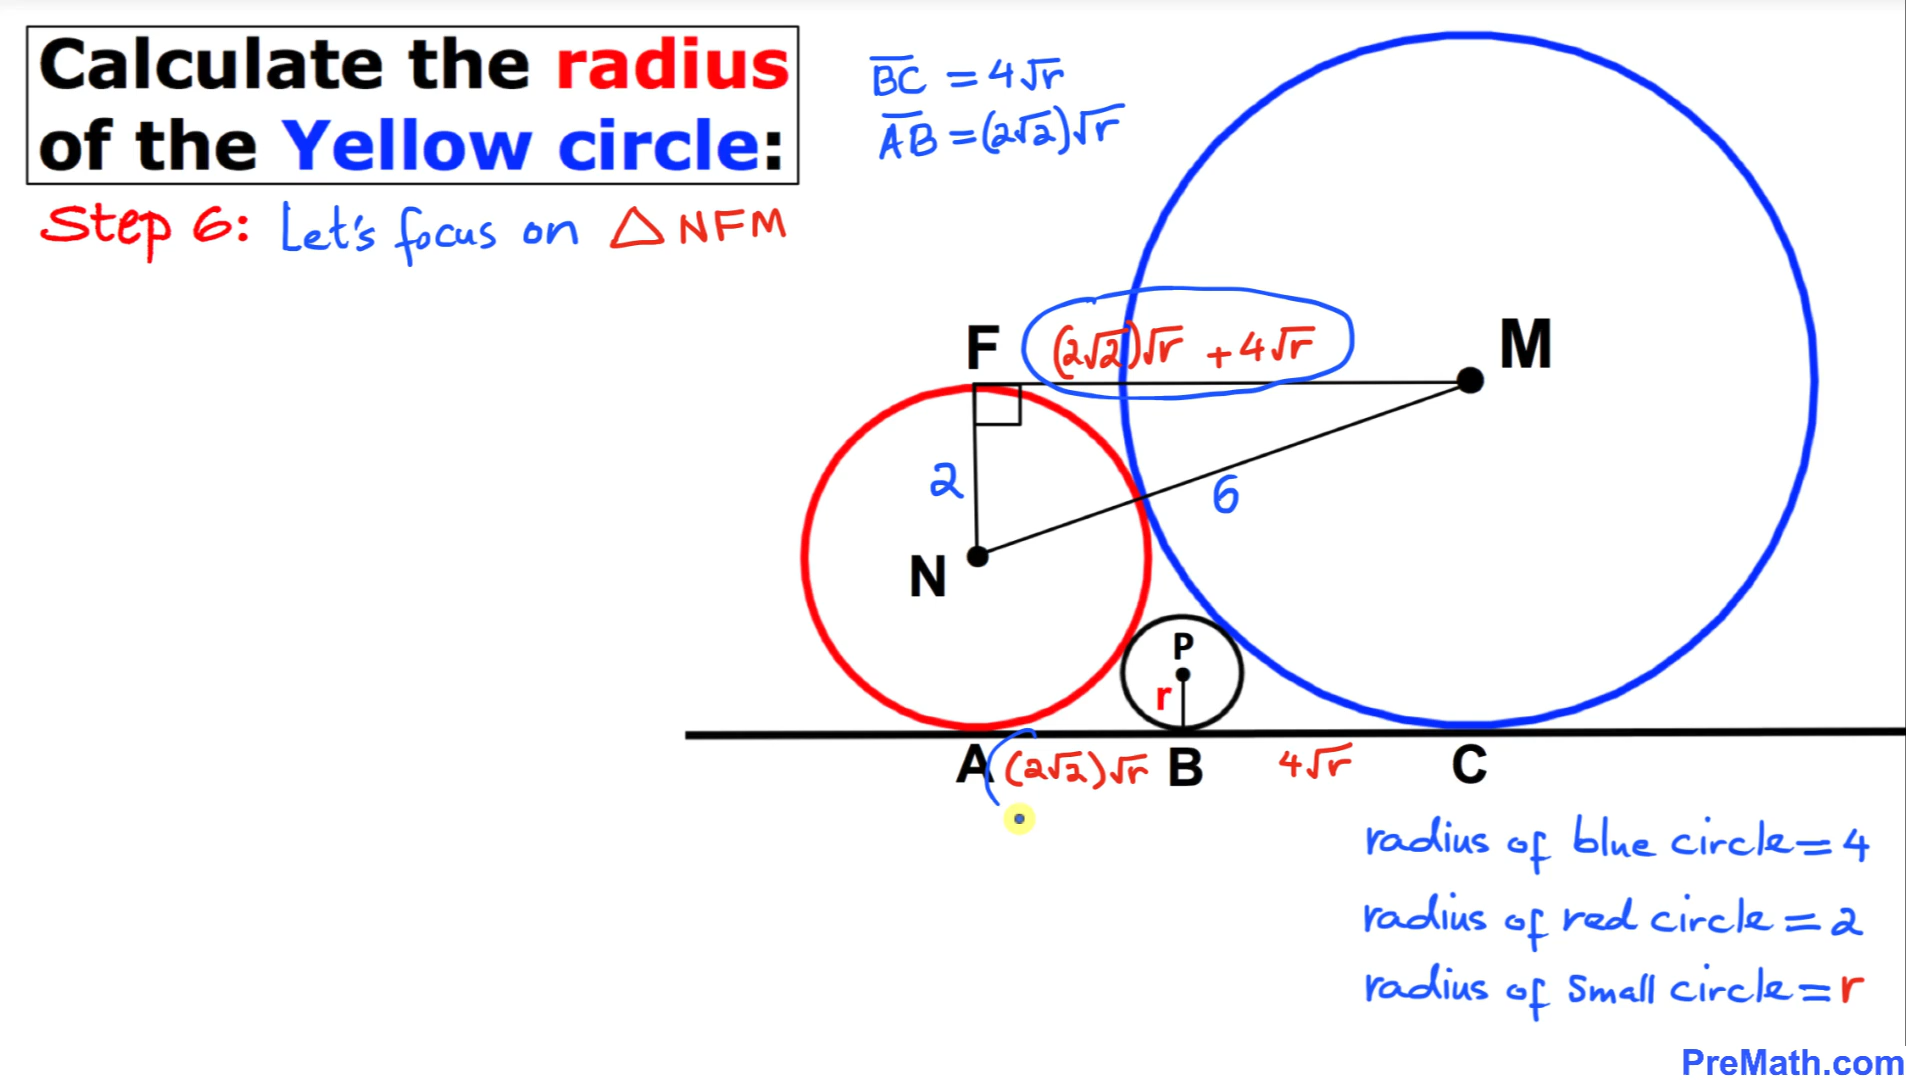 Calculate the radius
of the Yellow circle:
Step 6: Let's focus on △ NFM
BC̅ = 4√r
AB̅ = (2√2)√r
F
(2√2)√r + 4√r
M
2
6
N
P
r
A (2√2)√r B 4√r C
radius of blue circle = 4
radius of red circle = 2
radius of small circle = r
PreMath.com